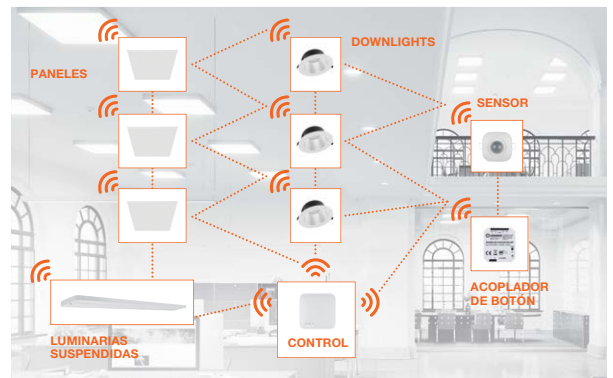 DOWNLIGHTS
PANELES
SENSOR
ACOPLADOR
DE BOTÓN
LUMINARIAS
SUSPENDIDAS
CONTROL